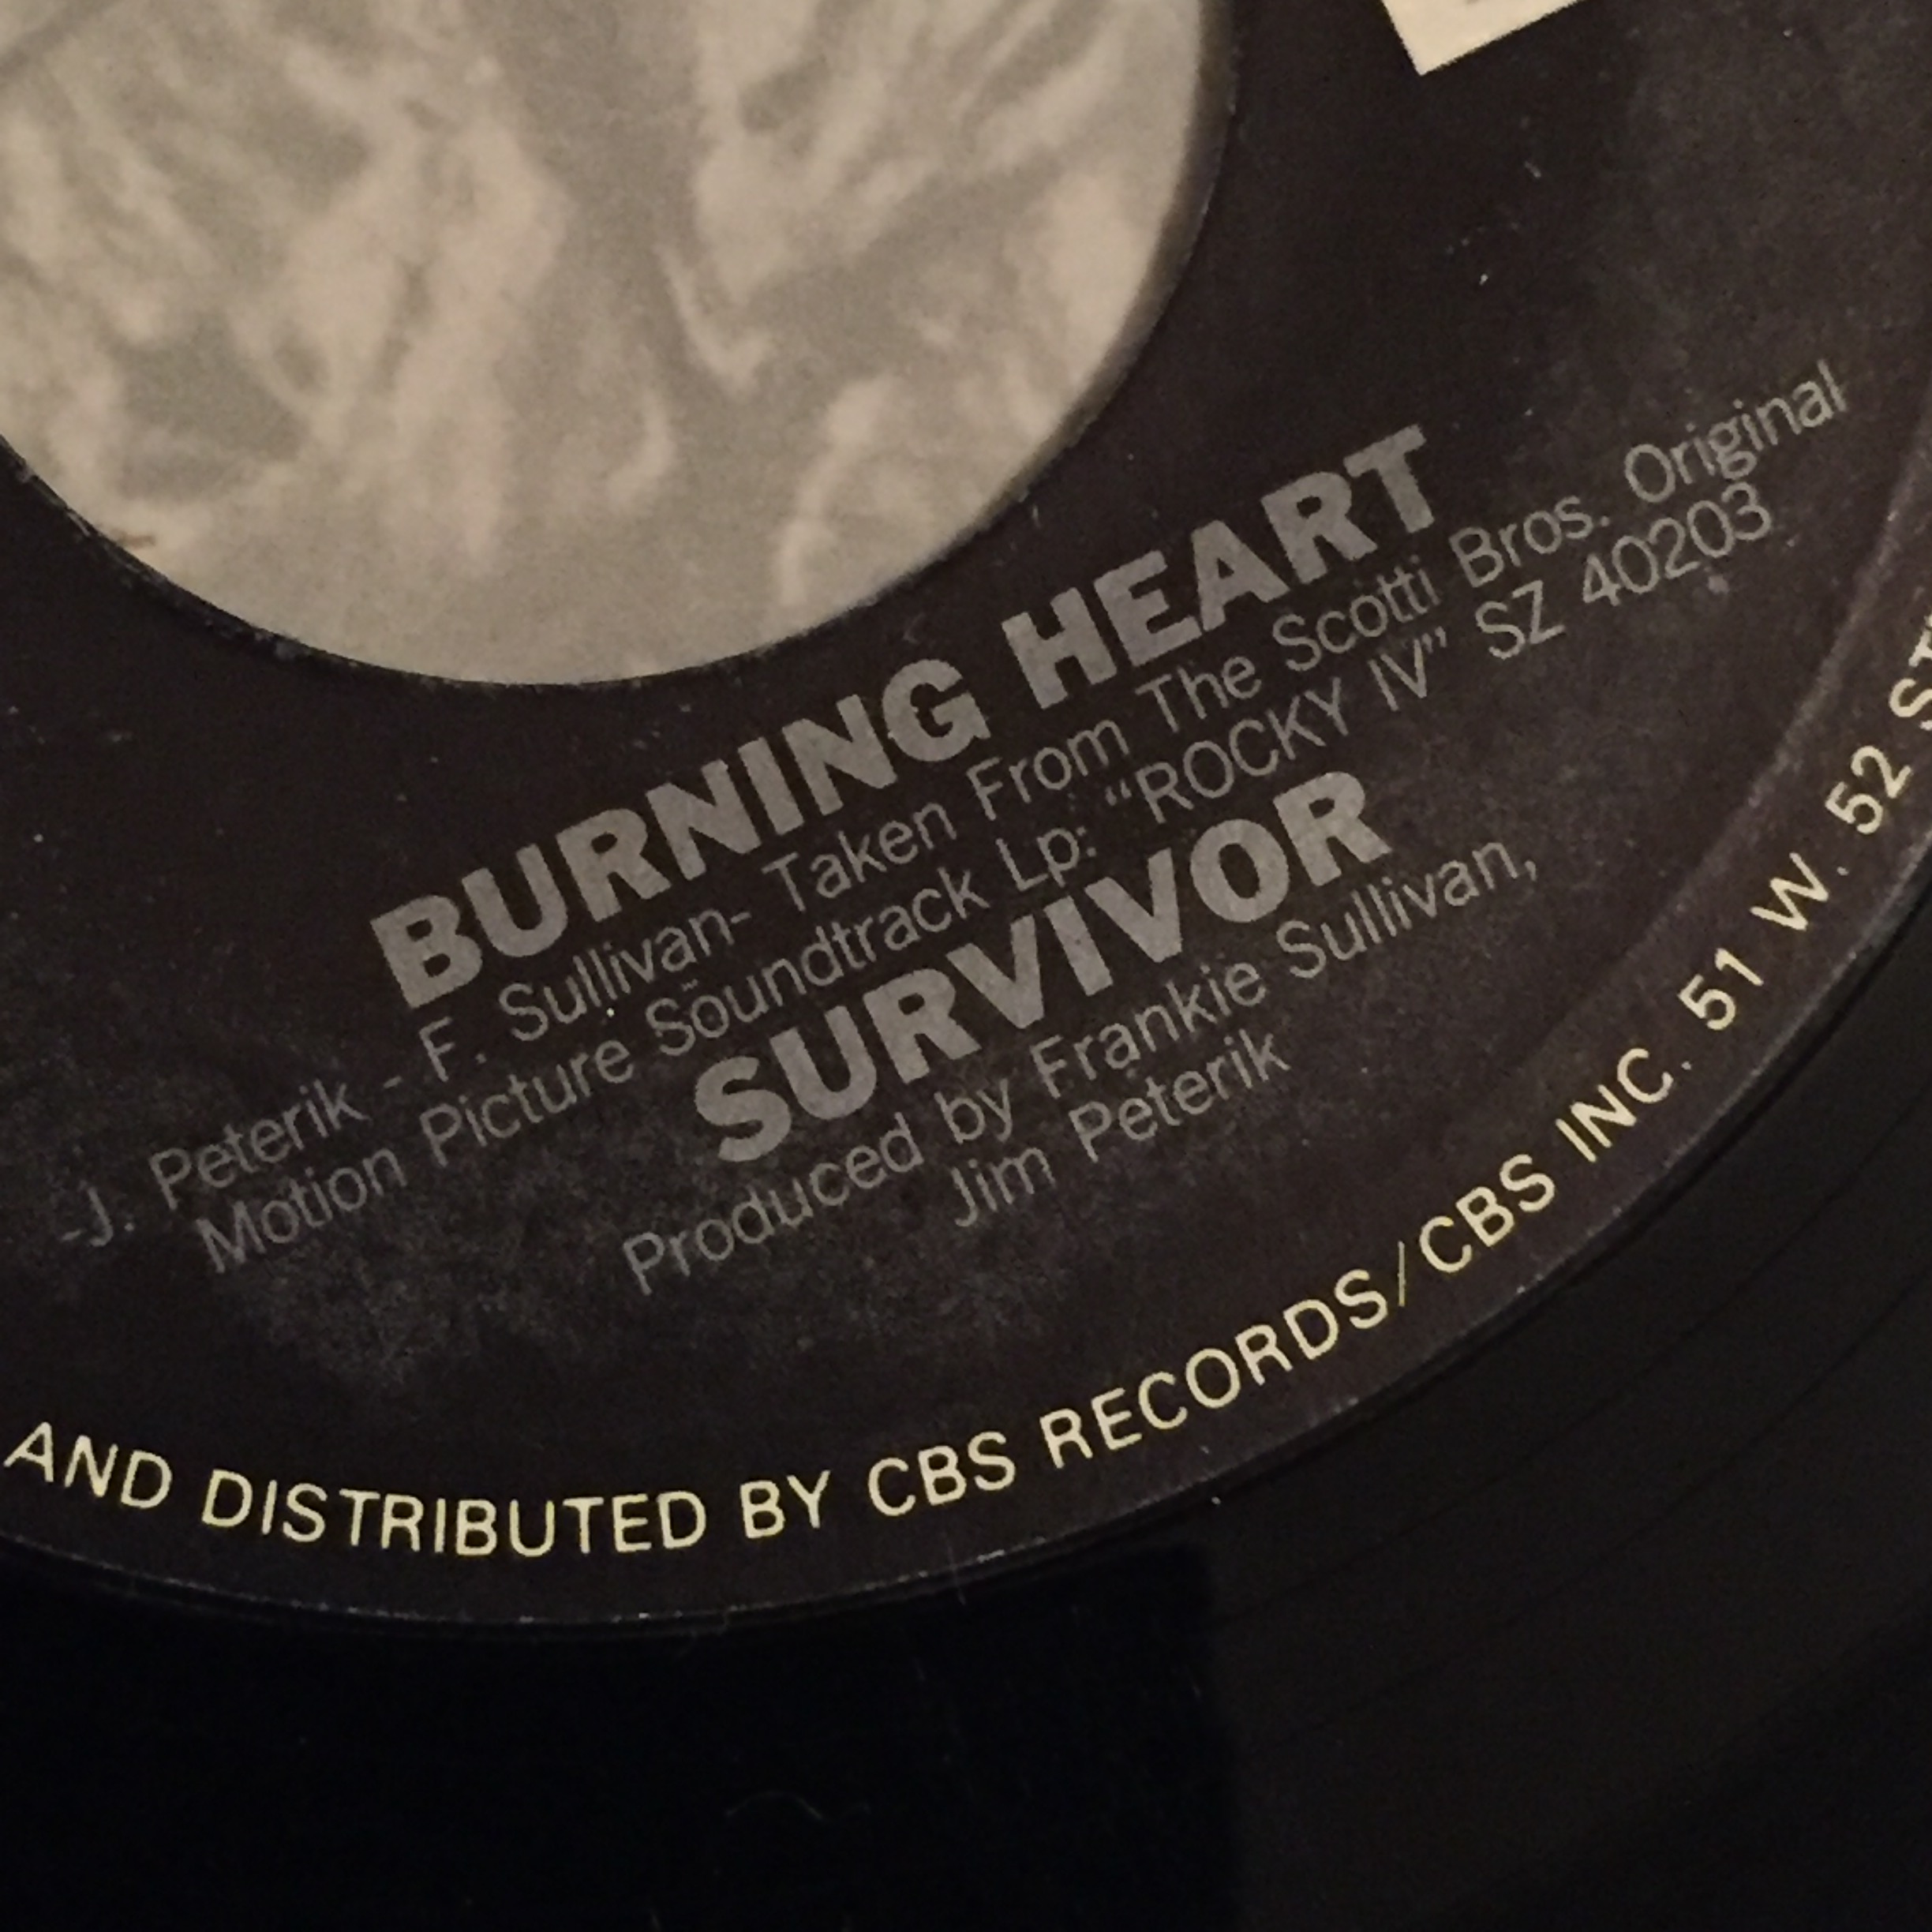 BURNING HEART
-J. Peterik - F. Sullivan- Taken From The Scotti Bros. Original
Motion Picture Soundtrack Lp: “ROCKY IV” SZ 40203
SURVIVOR
Produced by Frankie Sullivan,
Jim Peterik
AND DISTRIBUTED BY CBS RECORDS/CBS INC. 51 W. 52